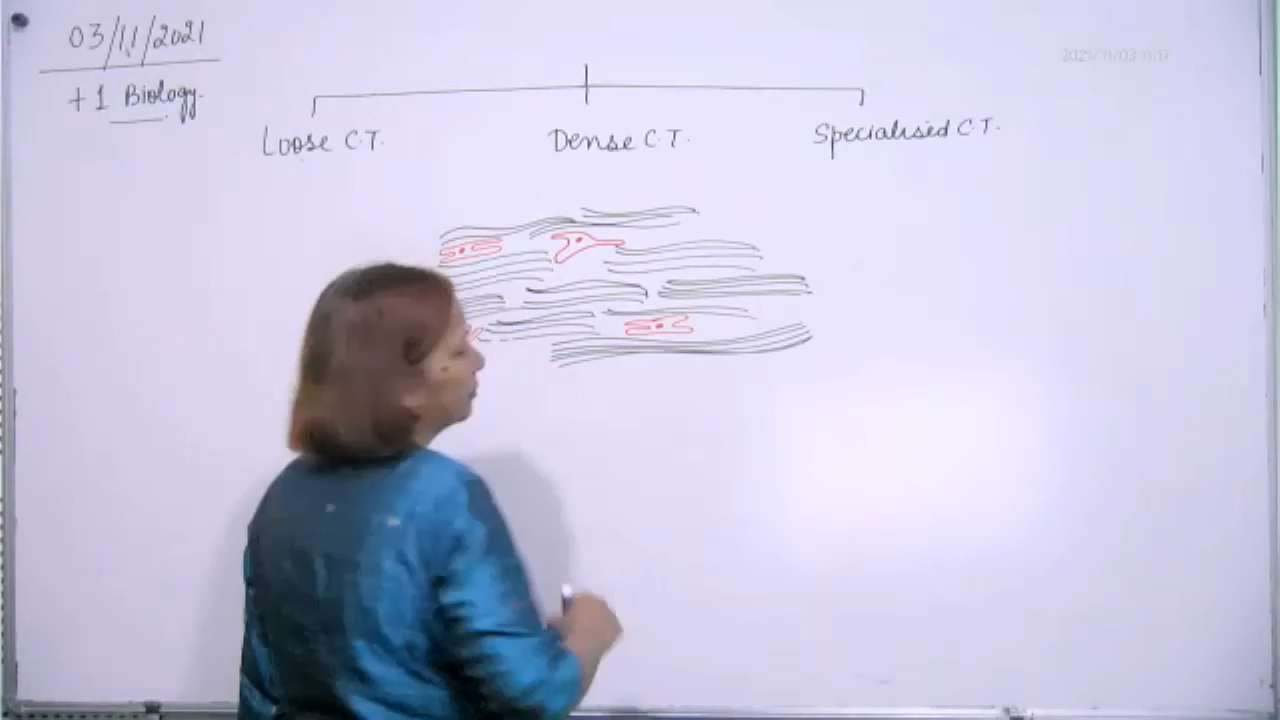 03/11/2021
+1 Biology.
Loose C.T.
Dense C.T.
Specialised C.T.